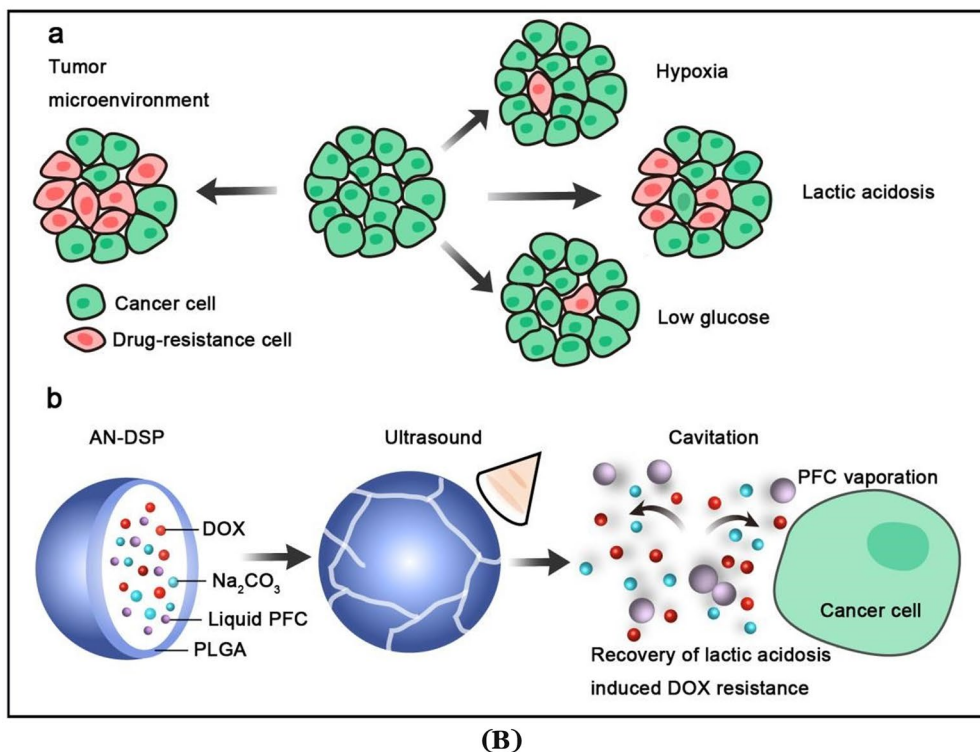 a
Tumor
microenvironment
Hypoxia
Lactic acidosis
Low glucose
Cancer cell
Drug-resistance cell
b
AN-DSP
Ultrasound
Cavitation
PFC vaporation
DOX
Na₂CO₃
Liquid PFC
PLGA
Cancer cell
Recovery of lactic acidosis
induced DOX resistance
(B)